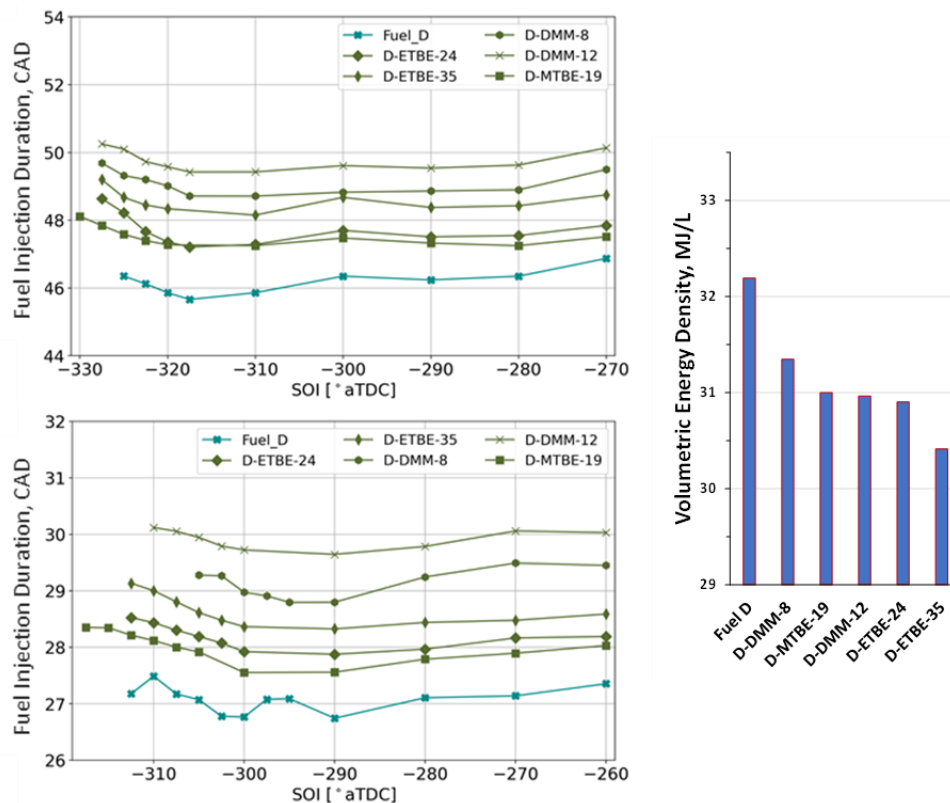 54
52
50
48
46
44
Fuel Injection Duration, CAD
Fuel_D
D-ETBE-24
D-ETBE-35
D-DMM-8
D-DMM-12
D-MTBE-19
−330 −320 −310 −300 −290 −280 −270
SOI [°aTDC]
32
31
30
29
28
27
26
Fuel Injection Duration, CAD
Fuel_D
D-ETBE-24
D-ETBE-35
D-DMM-8
D-DMM-12
D-MTBE-19
−310 −300 −290 −280 −270 −260
SOI [°aTDC]
Volumetric Energy Density, MJ/L
33
32
31
30
29
Fuel D
D-DMM-8
D-MTBE-19
D-DMM-12
D-ETBE-24
D-ETBE-35